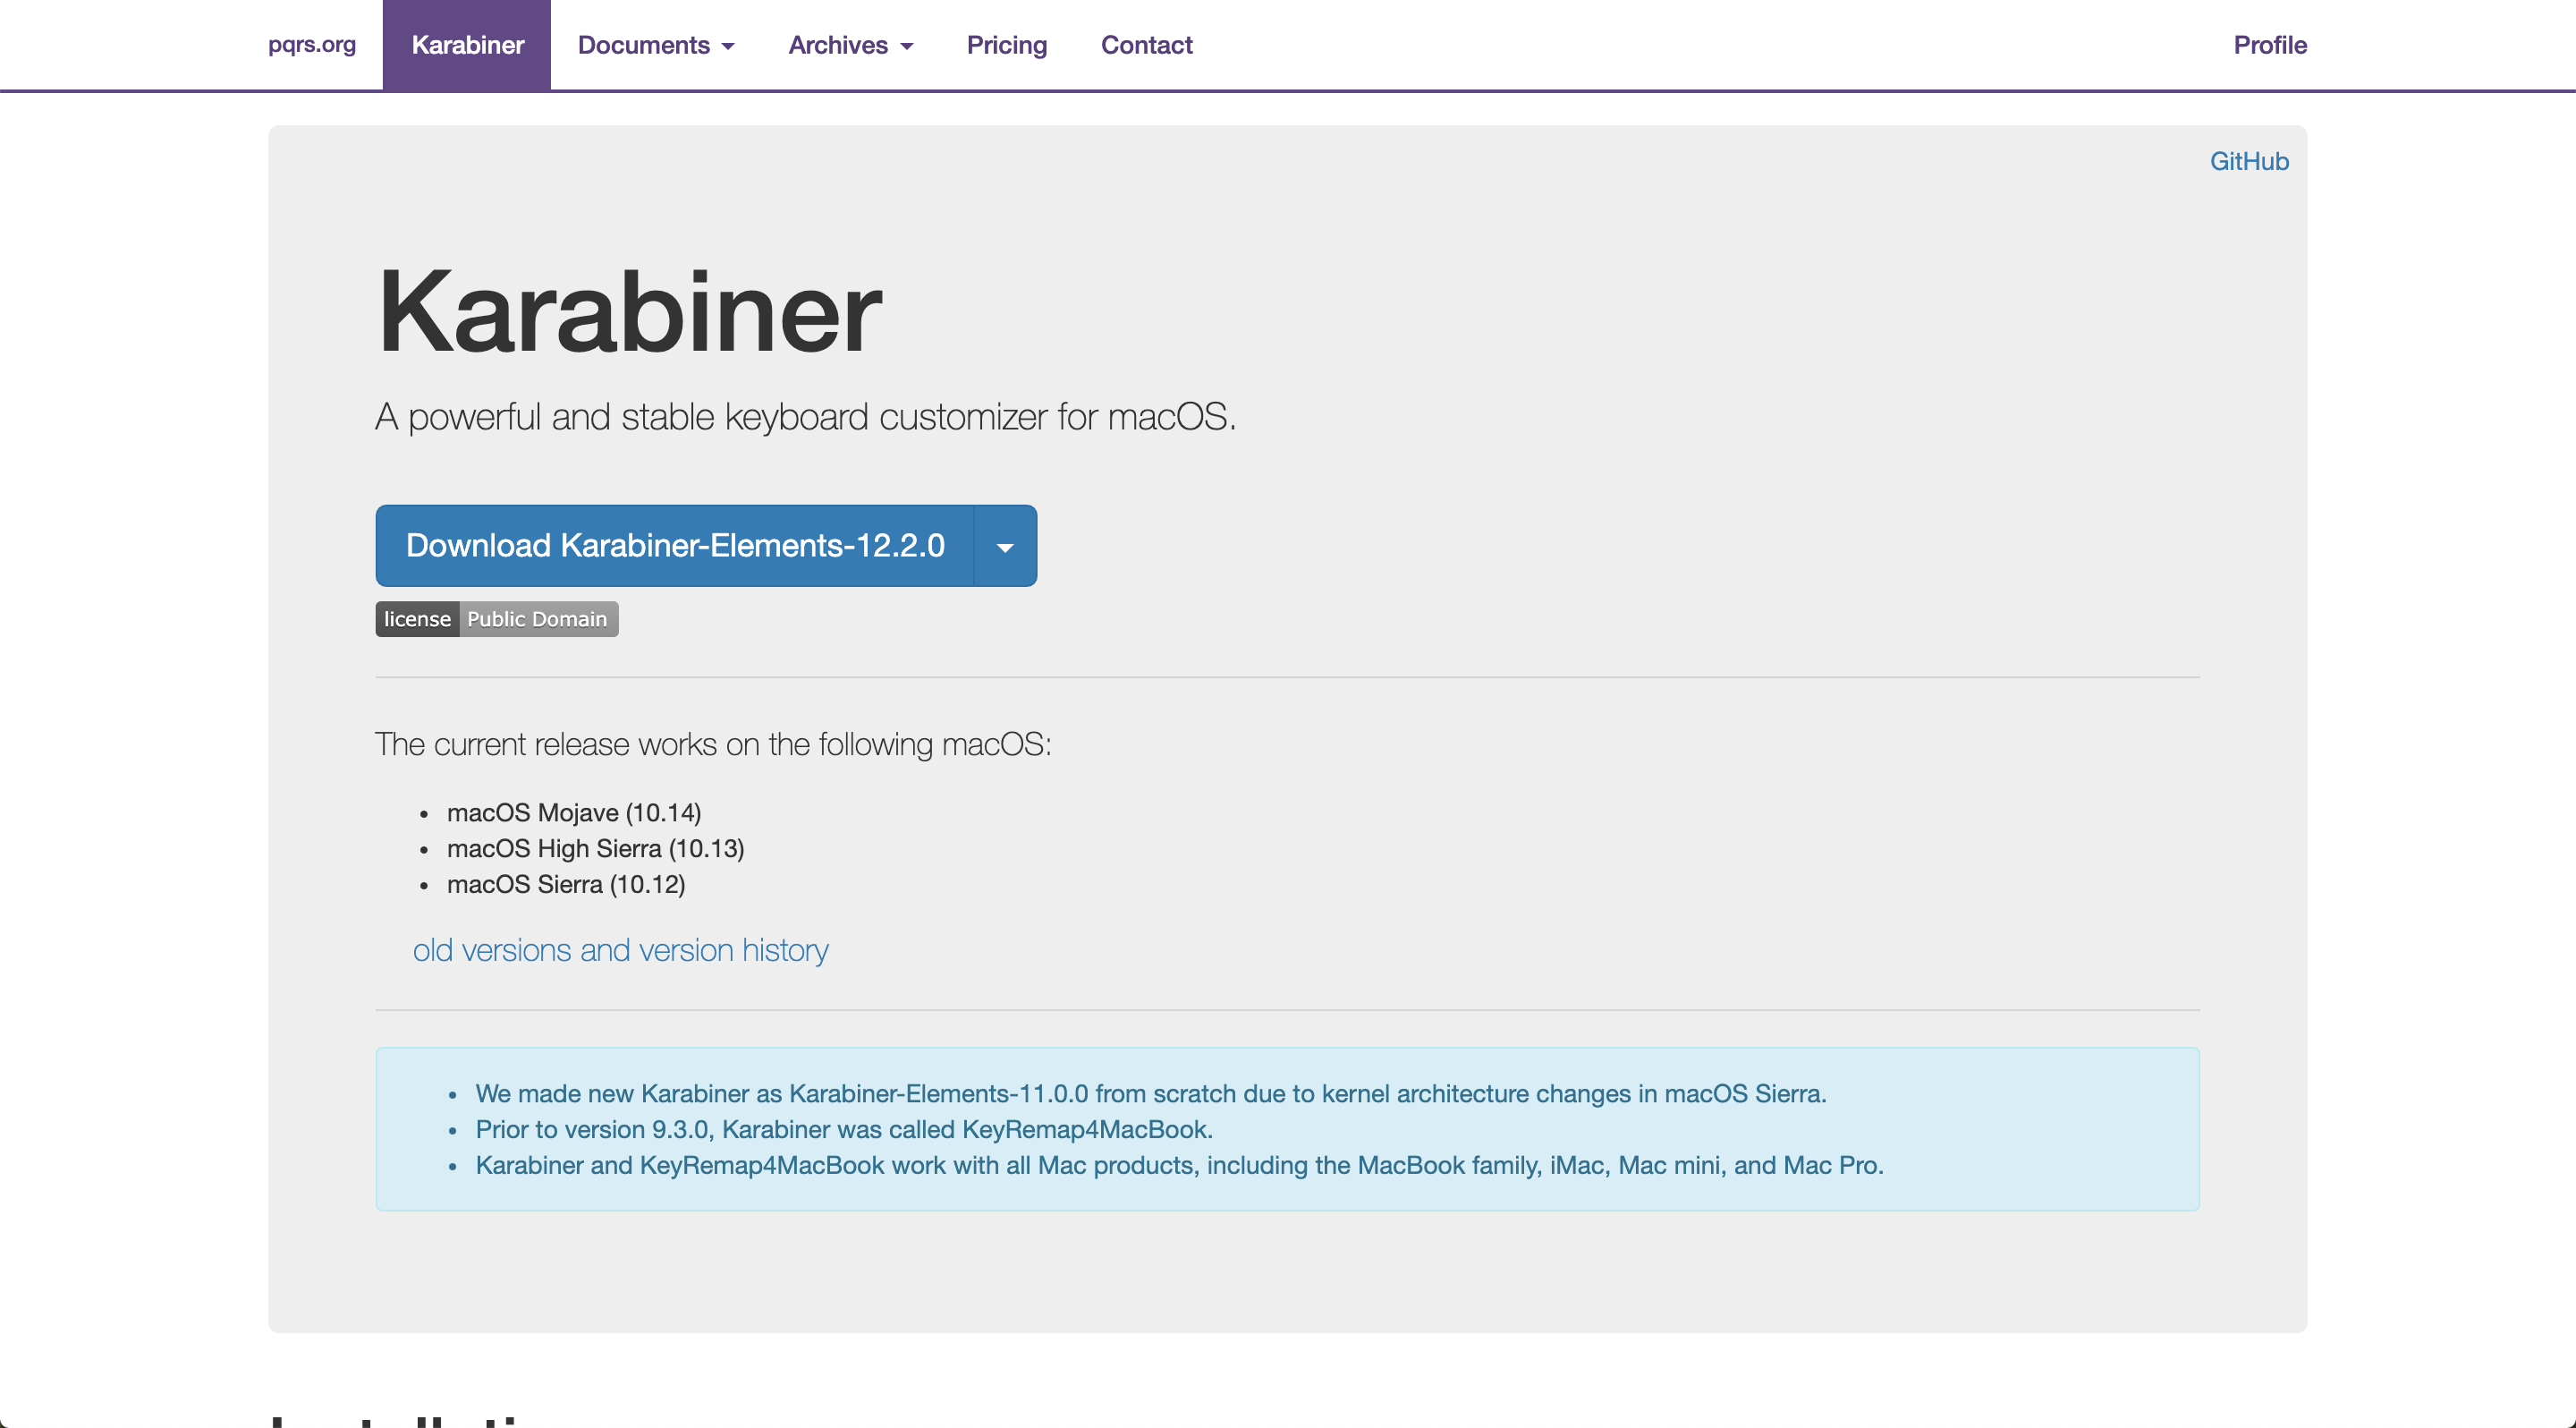 pqrs.org Karabiner Documents Archives Pricing Contact Profile
GitHub
Karabiner
A powerful and stable keyboard customizer for macOS.
Download Karabiner-Elements-12.2.0
license Public Domain
The current release works on the following macOS:
• macOS Mojave (10.14)
• macOS High Sierra (10.13)
• macOS Sierra (10.12)
old versions and version history
• We made new Karabiner as Karabiner-Elements-11.0.0 from scratch due to kernel architecture changes in macOS Sierra.
• Prior to version 9.3.0, Karabiner was called KeyRemap4MacBook.
• Karabiner and KeyRemap4MacBook work with all Mac products, including the MacBook family, iMac, Mac mini, and Mac Pro.